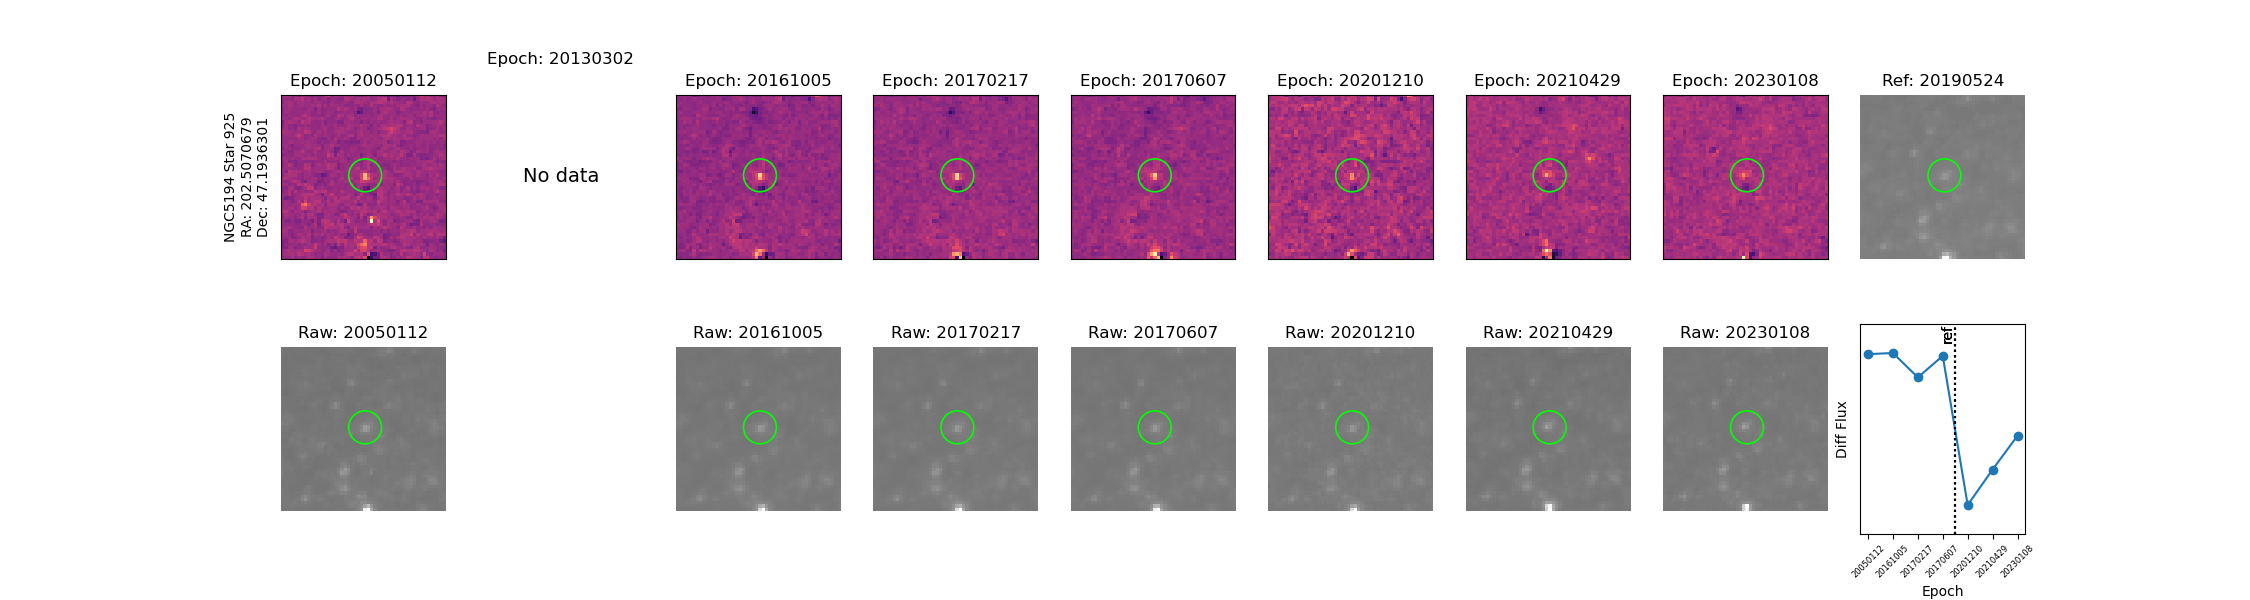 Epoch: 20050112
Epoch: 20130302
Epoch: 20161005
Epoch: 20170217
Epoch: 20170607
Epoch: 20201210
Epoch: 20210429
Epoch: 20230108
Ref: 20190524
NGC5194 Star 925
RA: 202.5070679
Dec: 47.1936301
No data
Raw: 20050112
Raw: 20161005
Raw: 20170217
Raw: 20170607
Raw: 20201210
Raw: 20210429
Raw: 20230108
ref
Diff Flux
20050112
20161005
20170217
20170607
20201210
20210429
20230108
Epoch